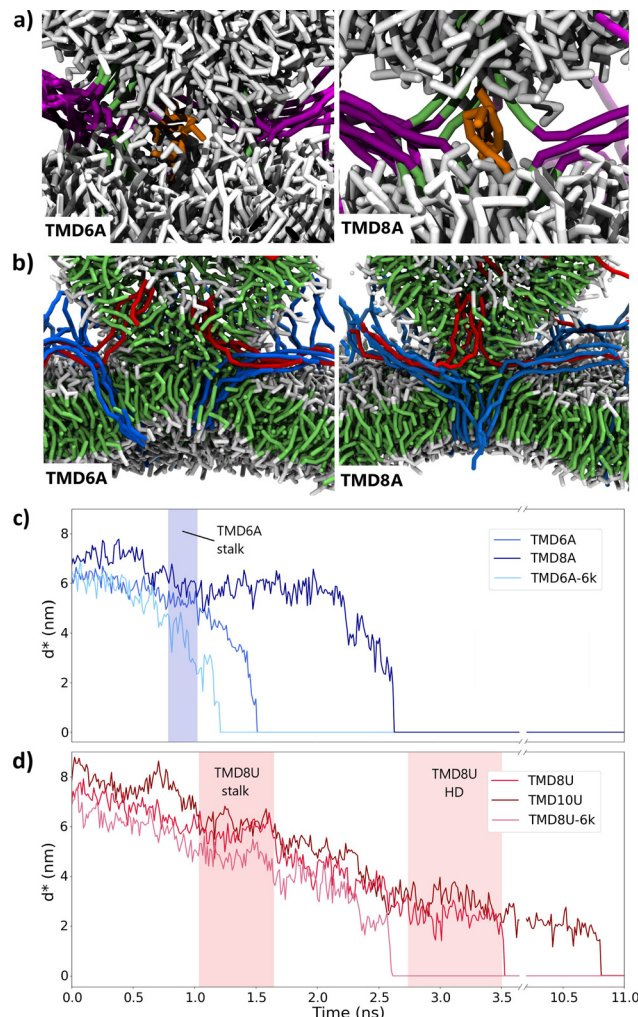 a)
TMD6A
TMD8A
b)
TMD6A
TMD8A
c)
8
6
4
2
0
d* (nm)
TMD6A
stalk
TMD6A
TMD8A
TMD6A-6k
d)
8
6
4
2
0
d* (nm)
TMD8U
stalk
TMD8U
HD
TMD8U
TMD10U
TMD8U-6k
0.0
0.5
1.0
1.5
2.0
2.5
3.0
3.5
10.5
11.0
Time (ns)